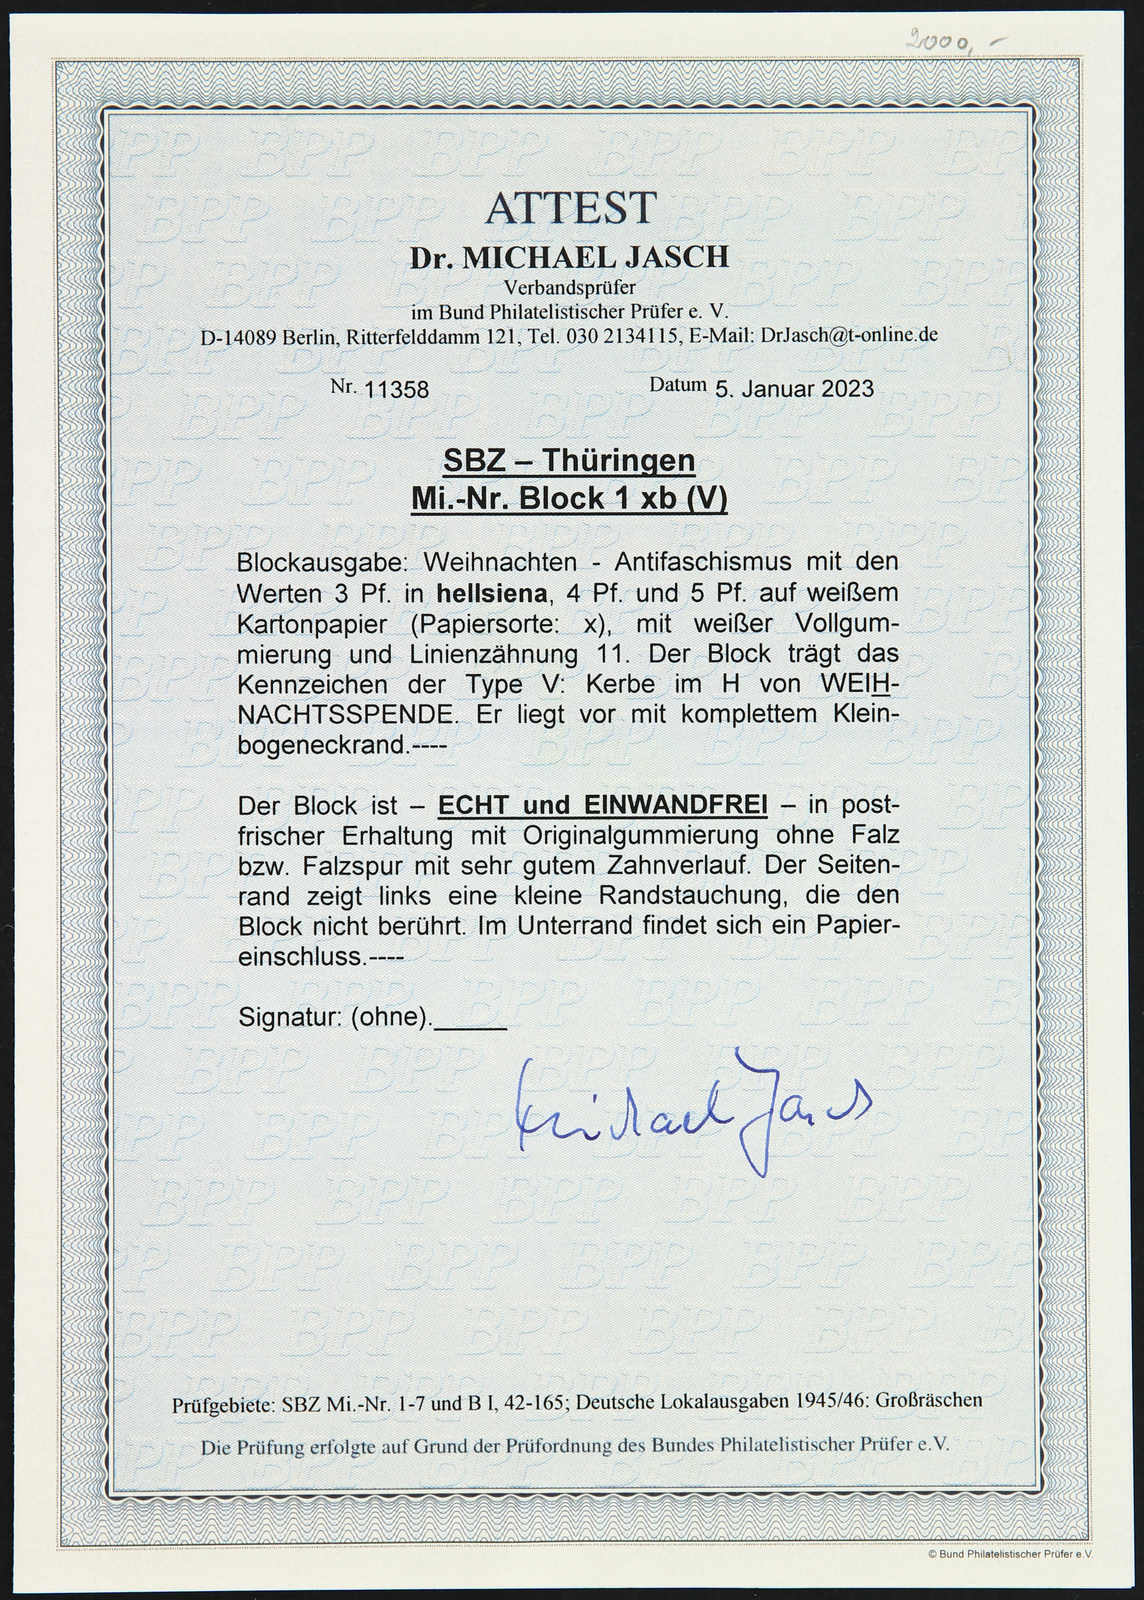 2000,-
ATTEST
Dr. MICHAEL JASCH
Verbandsprüfer
im Bund Philatelistischer Prüfer e. V.
D-14089 Berlin, Ritterfelddamm 121, Tel. 030 2134115, E-Mail: DrJasch@t-online.de
Nr. 11358 Datum 5. Januar 2023
SBZ – Thüringen
Mi.-Nr. Block 1 xb (V)
Blockausgabe: Weihnachten - Antifaschismus mit den
Werten 3 Pf. in hellsiena, 4 Pf. und 5 Pf. auf weißem
Kartonpapier (Papiersorte: x), mit weißer Vollgum-
mierung und Linienzähnung 11. Der Block trägt das
Kennzeichen der Type V: Kerbe im H von WEIH-
NACHTSSPENDE. Er liegt vor mit komplettem Klein-
bogeneckrand.----
Der Block ist – ECHT und EINWANDFREI – in post-
frischer Erhaltung mit Originalgummierung ohne Falz
bzw. Falzspur mit sehr gutem Zahnverlauf. Der Seiten-
rand zeigt links eine kleine Randstauchung, die den
Block nicht berührt. Im Unterrand findet sich ein Papier-
einschluss.----
Signatur: (ohne)._____
Michael Jasch
Prüfgebiete: SBZ Mi.-Nr. 1-7 und B I, 42-165; Deutsche Lokalausgaben 1945/46: Großräschen
Die Prüfung erfolgte auf Grund der Prüfordnung des Bundes Philatelistischer Prüfer e.V.
© Bund Philatelistischer Prüfer e.V.